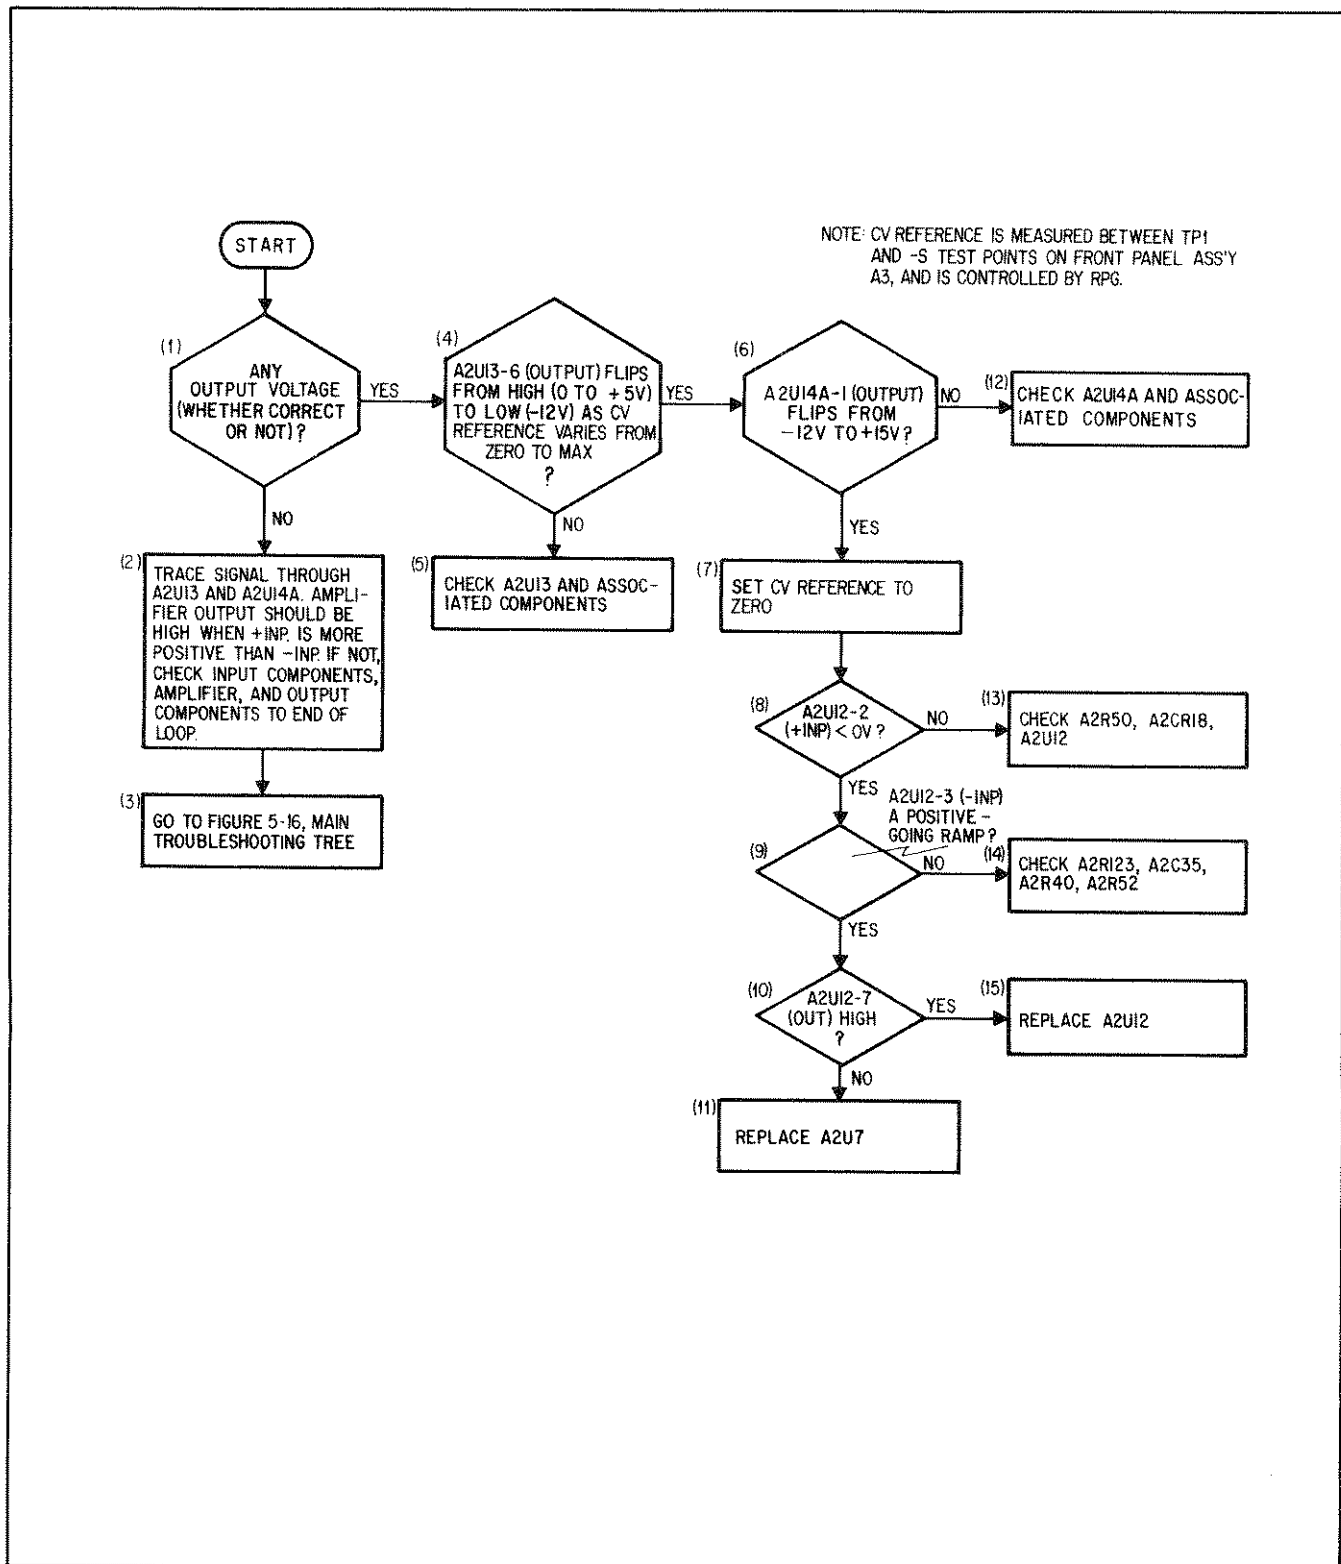 NOTE: CV REFERENCE IS MEASURED BETWEEN TP1
AND -S TEST POINTS ON FRONT PANEL ASS'Y
A3, AND IS CONTROLLED BY RPG.
START
(1)
ANY
OUTPUT VOLTAGE
(WHETHER CORRECT
OR NOT)?
YES
NO
(2)
TRACE SIGNAL THROUGH
A2U13 AND A2U14A. AMPLI-
FIER OUTPUT SHOULD BE
HIGH WHEN +INP. IS MORE
POSITIVE THAN -INP. IF NOT,
CHECK INPUT COMPONENTS,
AMPLIFIER, AND OUTPUT
COMPONENTS TO END OF
LOOP.
(3)
GO TO FIGURE 5-16, MAIN
TROUBLESHOOTING TREE
(4)
A2U13-6 (OUTPUT) FLIPS
FROM HIGH (0 TO +5V)
TO LOW (-12V) AS CV
REFERENCE VARIES FROM
ZERO TO MAX
?
YES
NO
(5)
CHECK A2U13 AND ASSOC-
IATED COMPONENTS
(6)
A2U14A-1 (OUTPUT)
FLIPS FROM
-12V TO +15V?
NO
(12)
CHECK A2U14A AND ASSOC-
IATED COMPONENTS
YES
(7)
SET CV REFERENCE TO
ZERO
(8)
A2U12-2
(+INP) < 0V ?
NO
(13)
CHECK A2R50, A2CR18,
A2U12
YES
A2U12-3 (-INP)
A POSITIVE -
GOING RAMP?
(9)
NO
(14)
CHECK A2R123, A2C35,
A2R40, A2R52
YES
(10)
A2U12-7
(OUT) HIGH
?
YES
(15)
REPLACE A2U12
NO
(11)
REPLACE A2U7